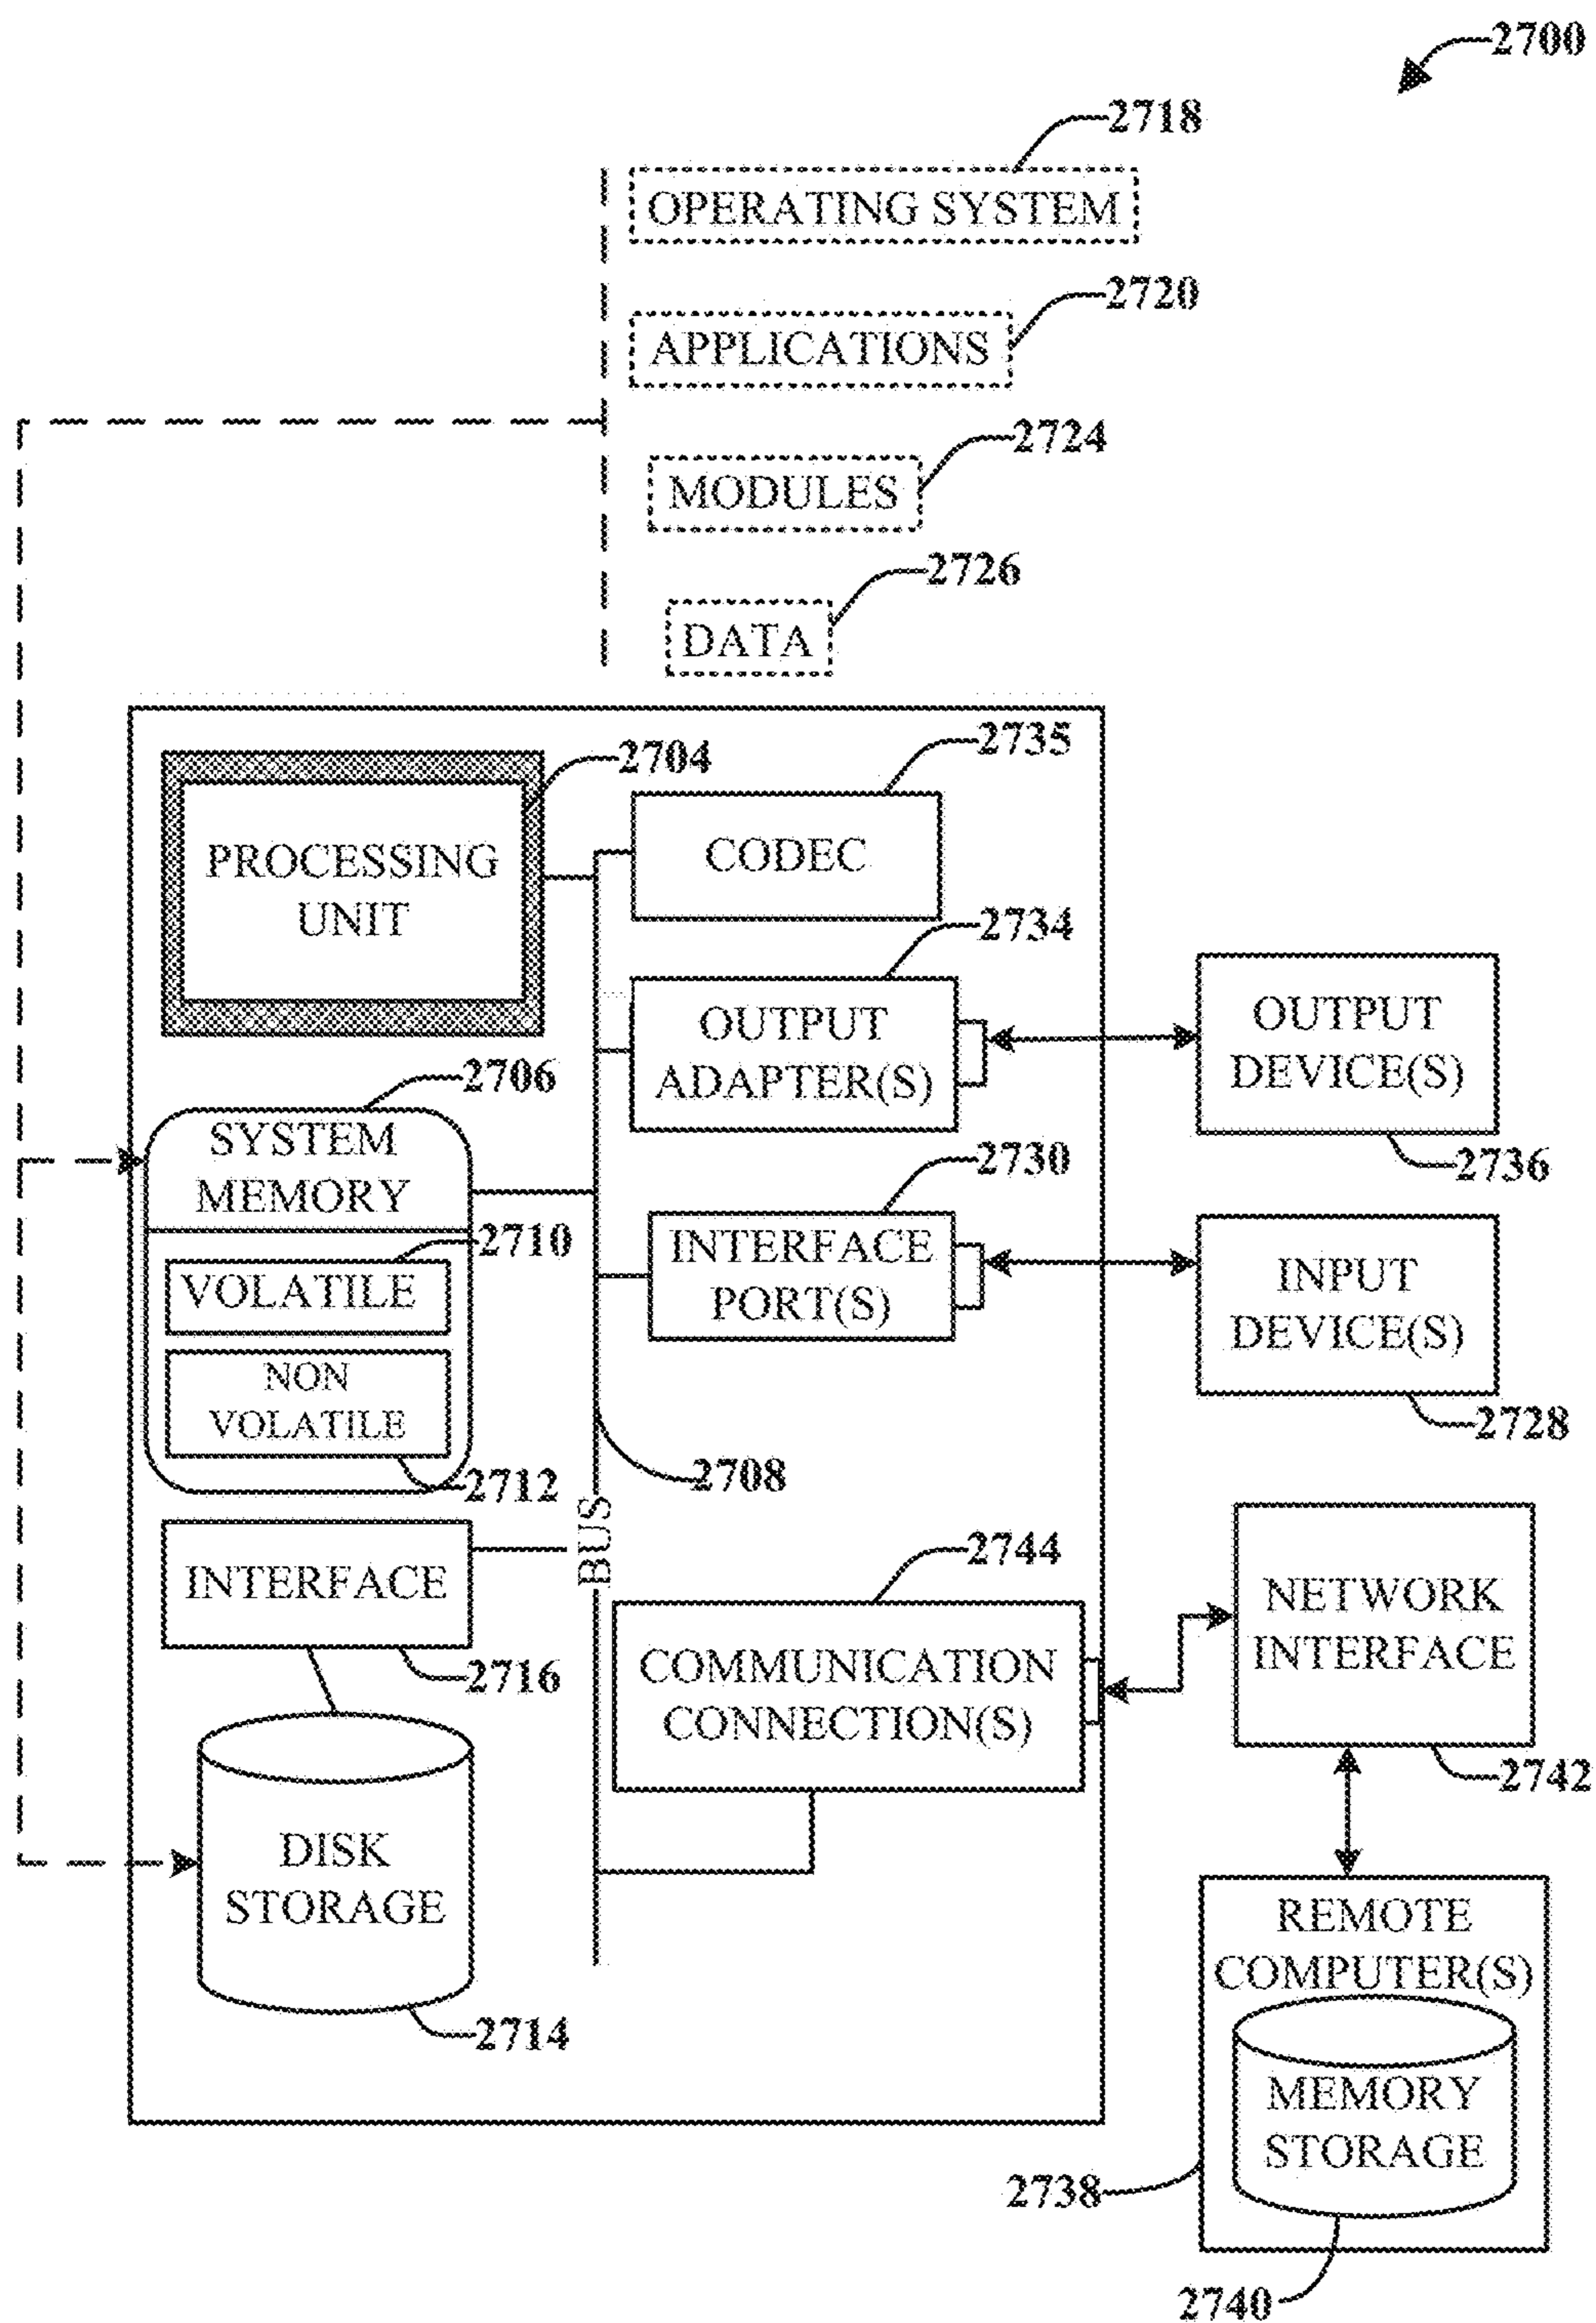 2700
2718
OPERATING SYSTEM
2720
APPLICATIONS
2724
MODULES
2726
DATA
2704
PROCESSING
UNIT
2735
CODEC
2734
OUTPUT
ADAPTER(S)
OUTPUT
DEVICE(S)
2736
2706
SYSTEM
MEMORY
2710
VOLATILE
NON
VOLATILE
2712
2730
INTERFACE
PORT(S)
INPUT
DEVICE(S)
2728
2708
BUS
INTERFACE
2716
2744
COMMUNICATION
CONNECTION(S)
NETWORK
INTERFACE
2742
DISK
STORAGE
2714
REMOTE
COMPUTER(S)
MEMORY
STORAGE
2738
2740